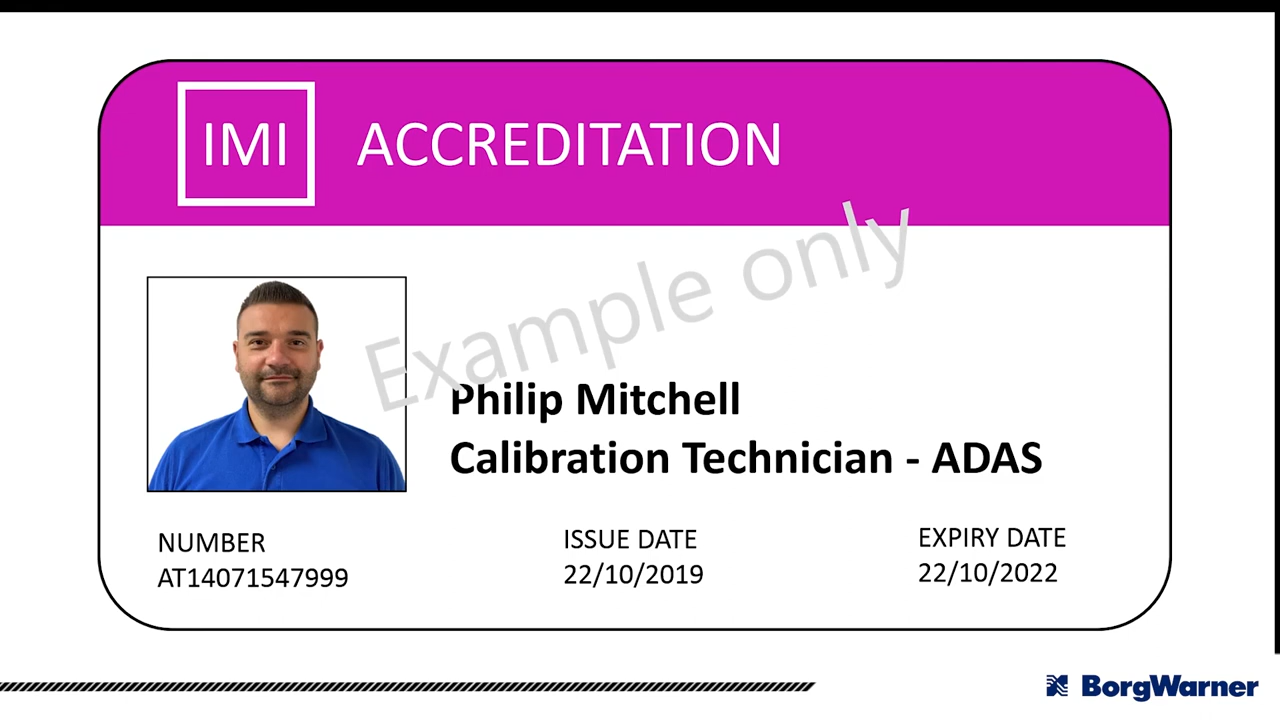 IMI ACCREDITATION
Example only
Philip Mitchell
Calibration Technician - ADAS
NUMBER
AT14071547999
ISSUE DATE
22/10/2019
EXPIRY DATE
22/10/2022
BorgWarner